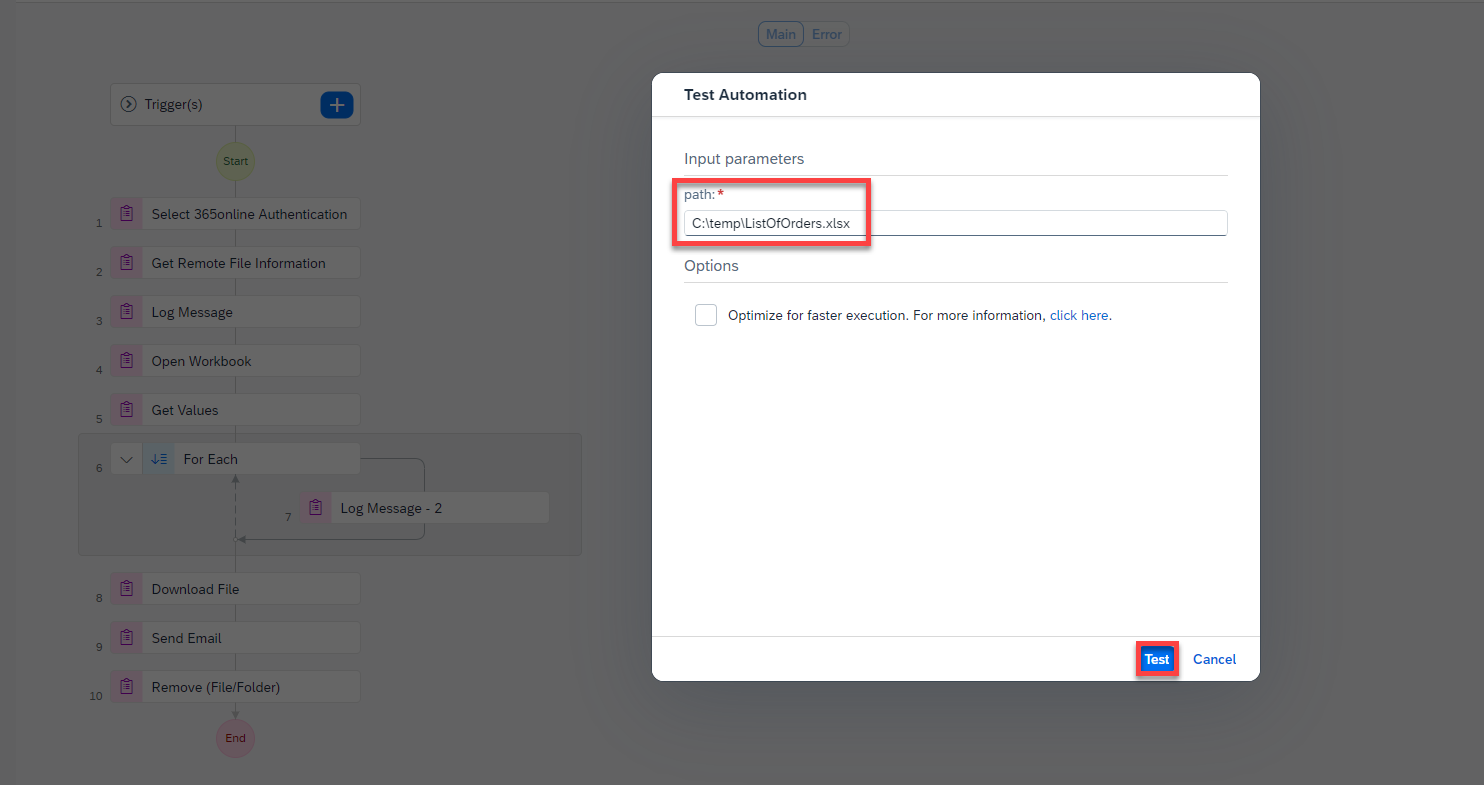 Main Error
Trigger(s)
Start
1 Select 365online Authentication
2 Get Remote File Information
3 Log Message
4 Open Workbook
5 Get Values
6 For Each
7 Log Message - 2
8 Download File
9 Send Email
10 Remove (File/Folder)
End
Test Automation
Input parameters
path:*
C:\temp\ListOfOrders.xlsx
Options
Optimize for faster execution. For more information, click here.
Test Cancel